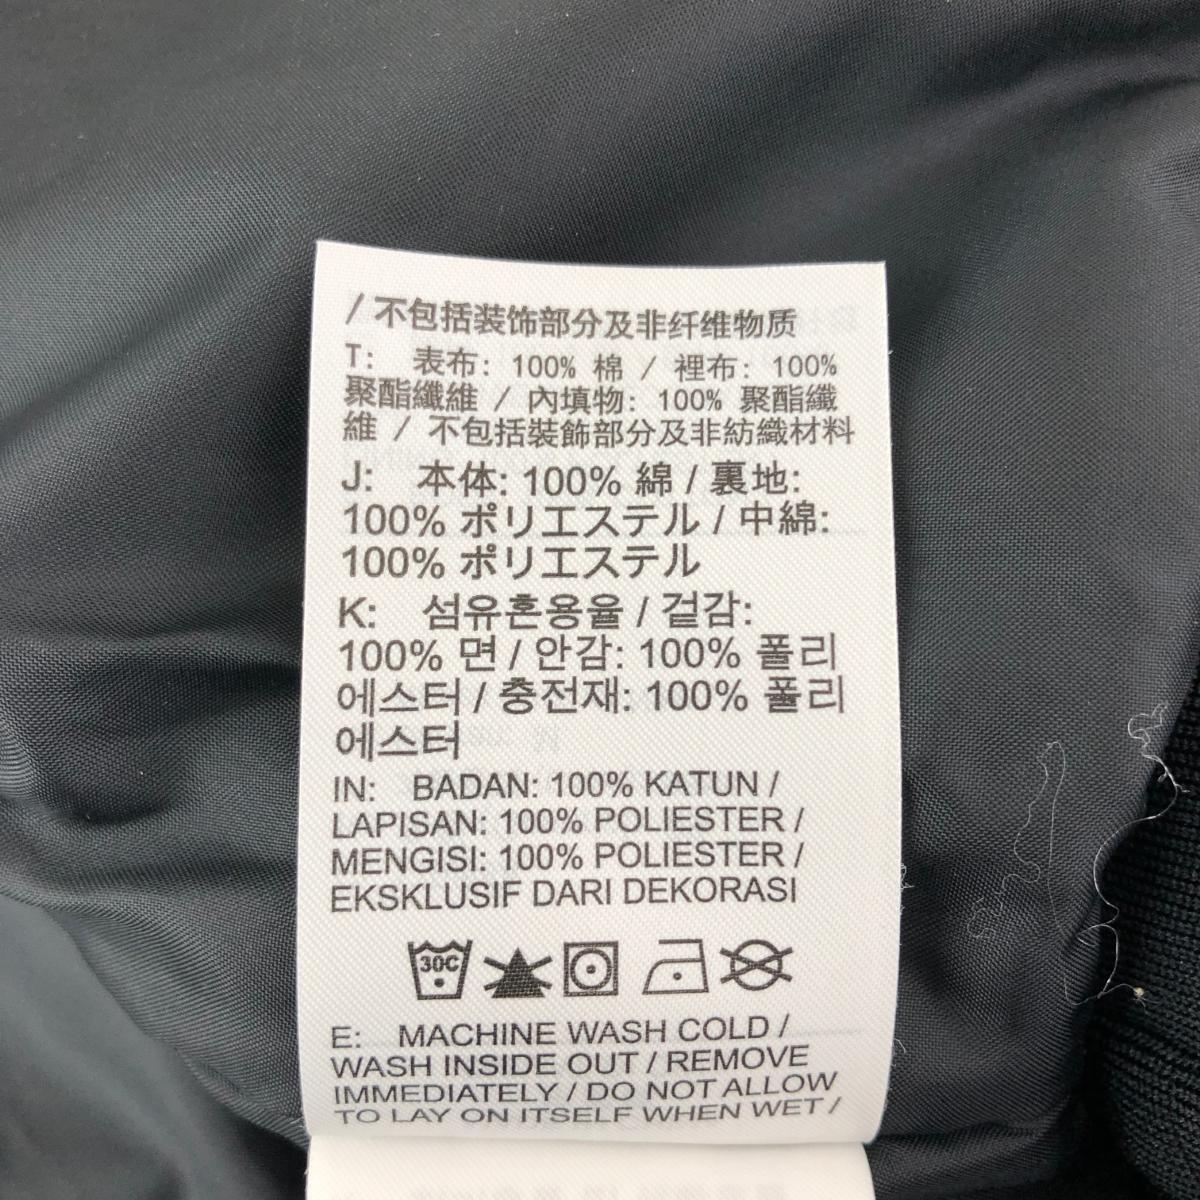 / 不包括装饰部分及非纤维物质
T: 表布: 100% 棉 / 裡布: 100%
聚酯纖維 / 內填物: 100% 聚酯纖
維 / 不包括裝飾部分及非紡織材料
J: 本体: 100% 綿 / 裏地:
100% ポリエステル / 中綿:
100% ポリエステル
K: 섬유혼용율 / 겉감:
100% 면 / 안감: 100% 폴리
에스터 / 충전재: 100% 폴리
에스터
IN: BADAN: 100% KATUN /
LAPISAN: 100% POLIESTER /
MENGISI: 100% POLIESTER /
EKSKLUSIF DARI DEKORASI
30C
E: MACHINE WASH COLD /
WASH INSIDE OUT / REMOVE
IMMEDIATELY / DO NOT ALLOW
TO LAY ON ITSELF WHEN WET /